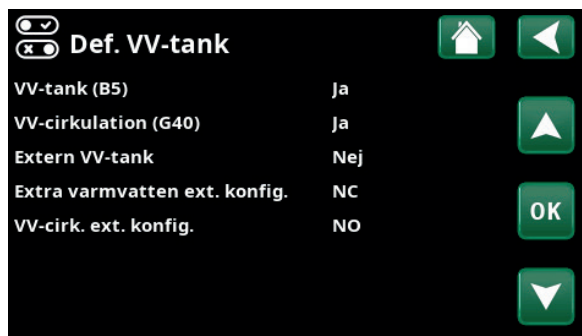 Def. VV-tank
VV-tank (B5) Ja
VV-cirkulation (G40) Ja
Extern VV-tank Nej
Extra varmvatten ext. konfig. NC
VV-cirk. ext. konfig. NO
OK